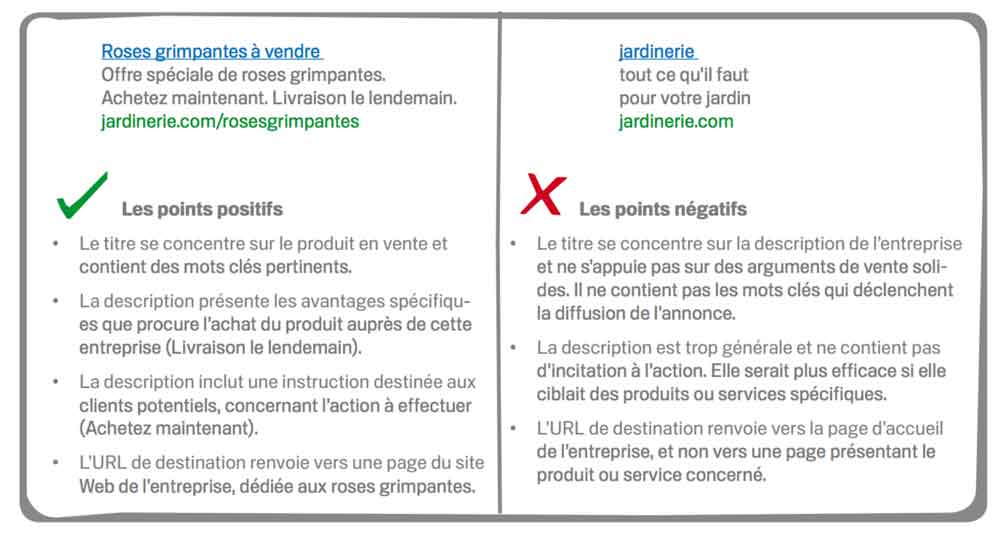 Roses grimpantes à vendre
Offre spéciale de roses grimpantes.
Achetez maintenant. Livraison le lendemain.
jardinerie.com/rosesgrimpantes
Les points positifs
• Le titre se concentre sur le produit en vente et
contient des mots clés pertinents.
• La description présente les avantages spécifiqu-
es que procure l'achat du produit auprès de cette
entreprise (Livraison le lendemain).
• La description inclut une instruction destinée aux
clients potentiels, concernant l'action à effectuer
(Achetez maintenant).
• L'URL de destination renvoie vers une page du site
Web de l'entreprise, dédiée aux roses grimpantes.
jardinerie
tout ce qu'il faut
pour votre jardin
jardinerie.com
Les points négatifs
• Le titre se concentre sur la description de l'entreprise
et ne s'appuie pas sur des arguments de vente soli-
des. Il ne contient pas les mots clés qui déclenchent
la diffusion de l'annonce.
• La description est trop générale et ne contient pas
d'incitation à l'action. Elle serait plus efficace si elle
ciblait des produits ou services spécifiques.
• L'URL de destination renvoie vers la page d'accueil
de l'entreprise, et non vers une page présentant le
produit ou service concerné.